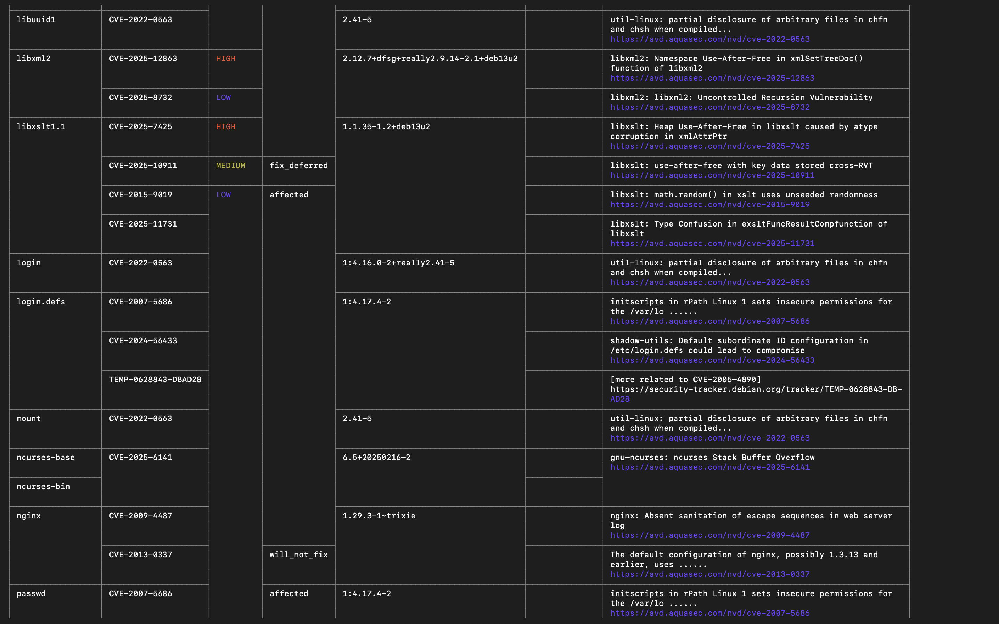 libuuid1 CVE-2022-0563 2.41-5 util-linux: partial disclosure of arbitrary files in chfn
and chsh when compiled...
https://avd.aquasec.com/nvd/cve-2022-0563
libxml2 CVE-2025-12863 HIGH 2.12.7+dfsg+really2.9.14-2.1+deb13u2 libxml2: Namespace Use-After-Free in xmlSetTreeDoc()
function of libxml2
https://avd.aquasec.com/nvd/cve-2025-12863
CVE-2025-8732 LOW libxml2: libxml2: Uncontrolled Recursion Vulnerability
https://avd.aquasec.com/nvd/cve-2025-8732
libxslt1.1 CVE-2025-7425 HIGH 1.1.35-1.2+deb13u2 libxslt: Heap Use-After-Free in libxslt caused by atype
corruption in xmlAttrPtr
https://avd.aquasec.com/nvd/cve-2025-7425
CVE-2025-10911 MEDIUM fix_deferred libxslt: use-after-free with key data stored cross-RVT
https://avd.aquasec.com/nvd/cve-2025-10911
CVE-2015-9019 LOW affected libxslt: math.random() in xslt uses unseeded randomness
https://avd.aquasec.com/nvd/cve-2015-9019
CVE-2025-11731 libxslt: Type Confusion in exsltFuncResultCompfunction of
libxslt
https://avd.aquasec.com/nvd/cve-2025-11731
login CVE-2022-0563 1:4.16.0-2+really2.41-5 util-linux: partial disclosure of arbitrary files in chfn
and chsh when compiled...
https://avd.aquasec.com/nvd/cve-2022-0563
login.defs CVE-2007-5686 1:4.17.4-2 initscripts in rPath Linux 1 sets insecure permissions for
the /var/lo ......
https://avd.aquasec.com/nvd/cve-2007-5686
CVE-2024-56433 shadow-utils: Default subordinate ID configuration in
/etc/login.defs could lead to compromise
https://avd.aquasec.com/nvd/cve-2024-56433
TEMP-0628843-DBAD28 [more related to CVE-2005-4890]
https://security-tracker.debian.org/tracker/TEMP-0628843-DB-
AD28
mount CVE-2022-0563 2.41-5 util-linux: partial disclosure of arbitrary files in chfn
and chsh when compiled...
https://avd.aquasec.com/nvd/cve-2022-0563
ncurses-base CVE-2025-6141 6.5+20250216-2 gnu-ncurses: ncurses Stack Buffer Overflow
https://avd.aquasec.com/nvd/cve-2025-6141
ncurses-bin
nginx CVE-2009-4487 1.29.3-1~trixie nginx: Absent sanitation of escape sequences in web server
log
https://avd.aquasec.com/nvd/cve-2009-4487
CVE-2013-0337 will_not_fix The default configuration of nginx, possibly 1.3.13 and
earlier, uses ......
https://avd.aquasec.com/nvd/cve-2013-0337
passwd CVE-2007-5686 affected 1:4.17.4-2 initscripts in rPath Linux 1 sets insecure permissions for
the /var/lo ......
https://avd.aquasec.com/nvd/cve-2007-5686